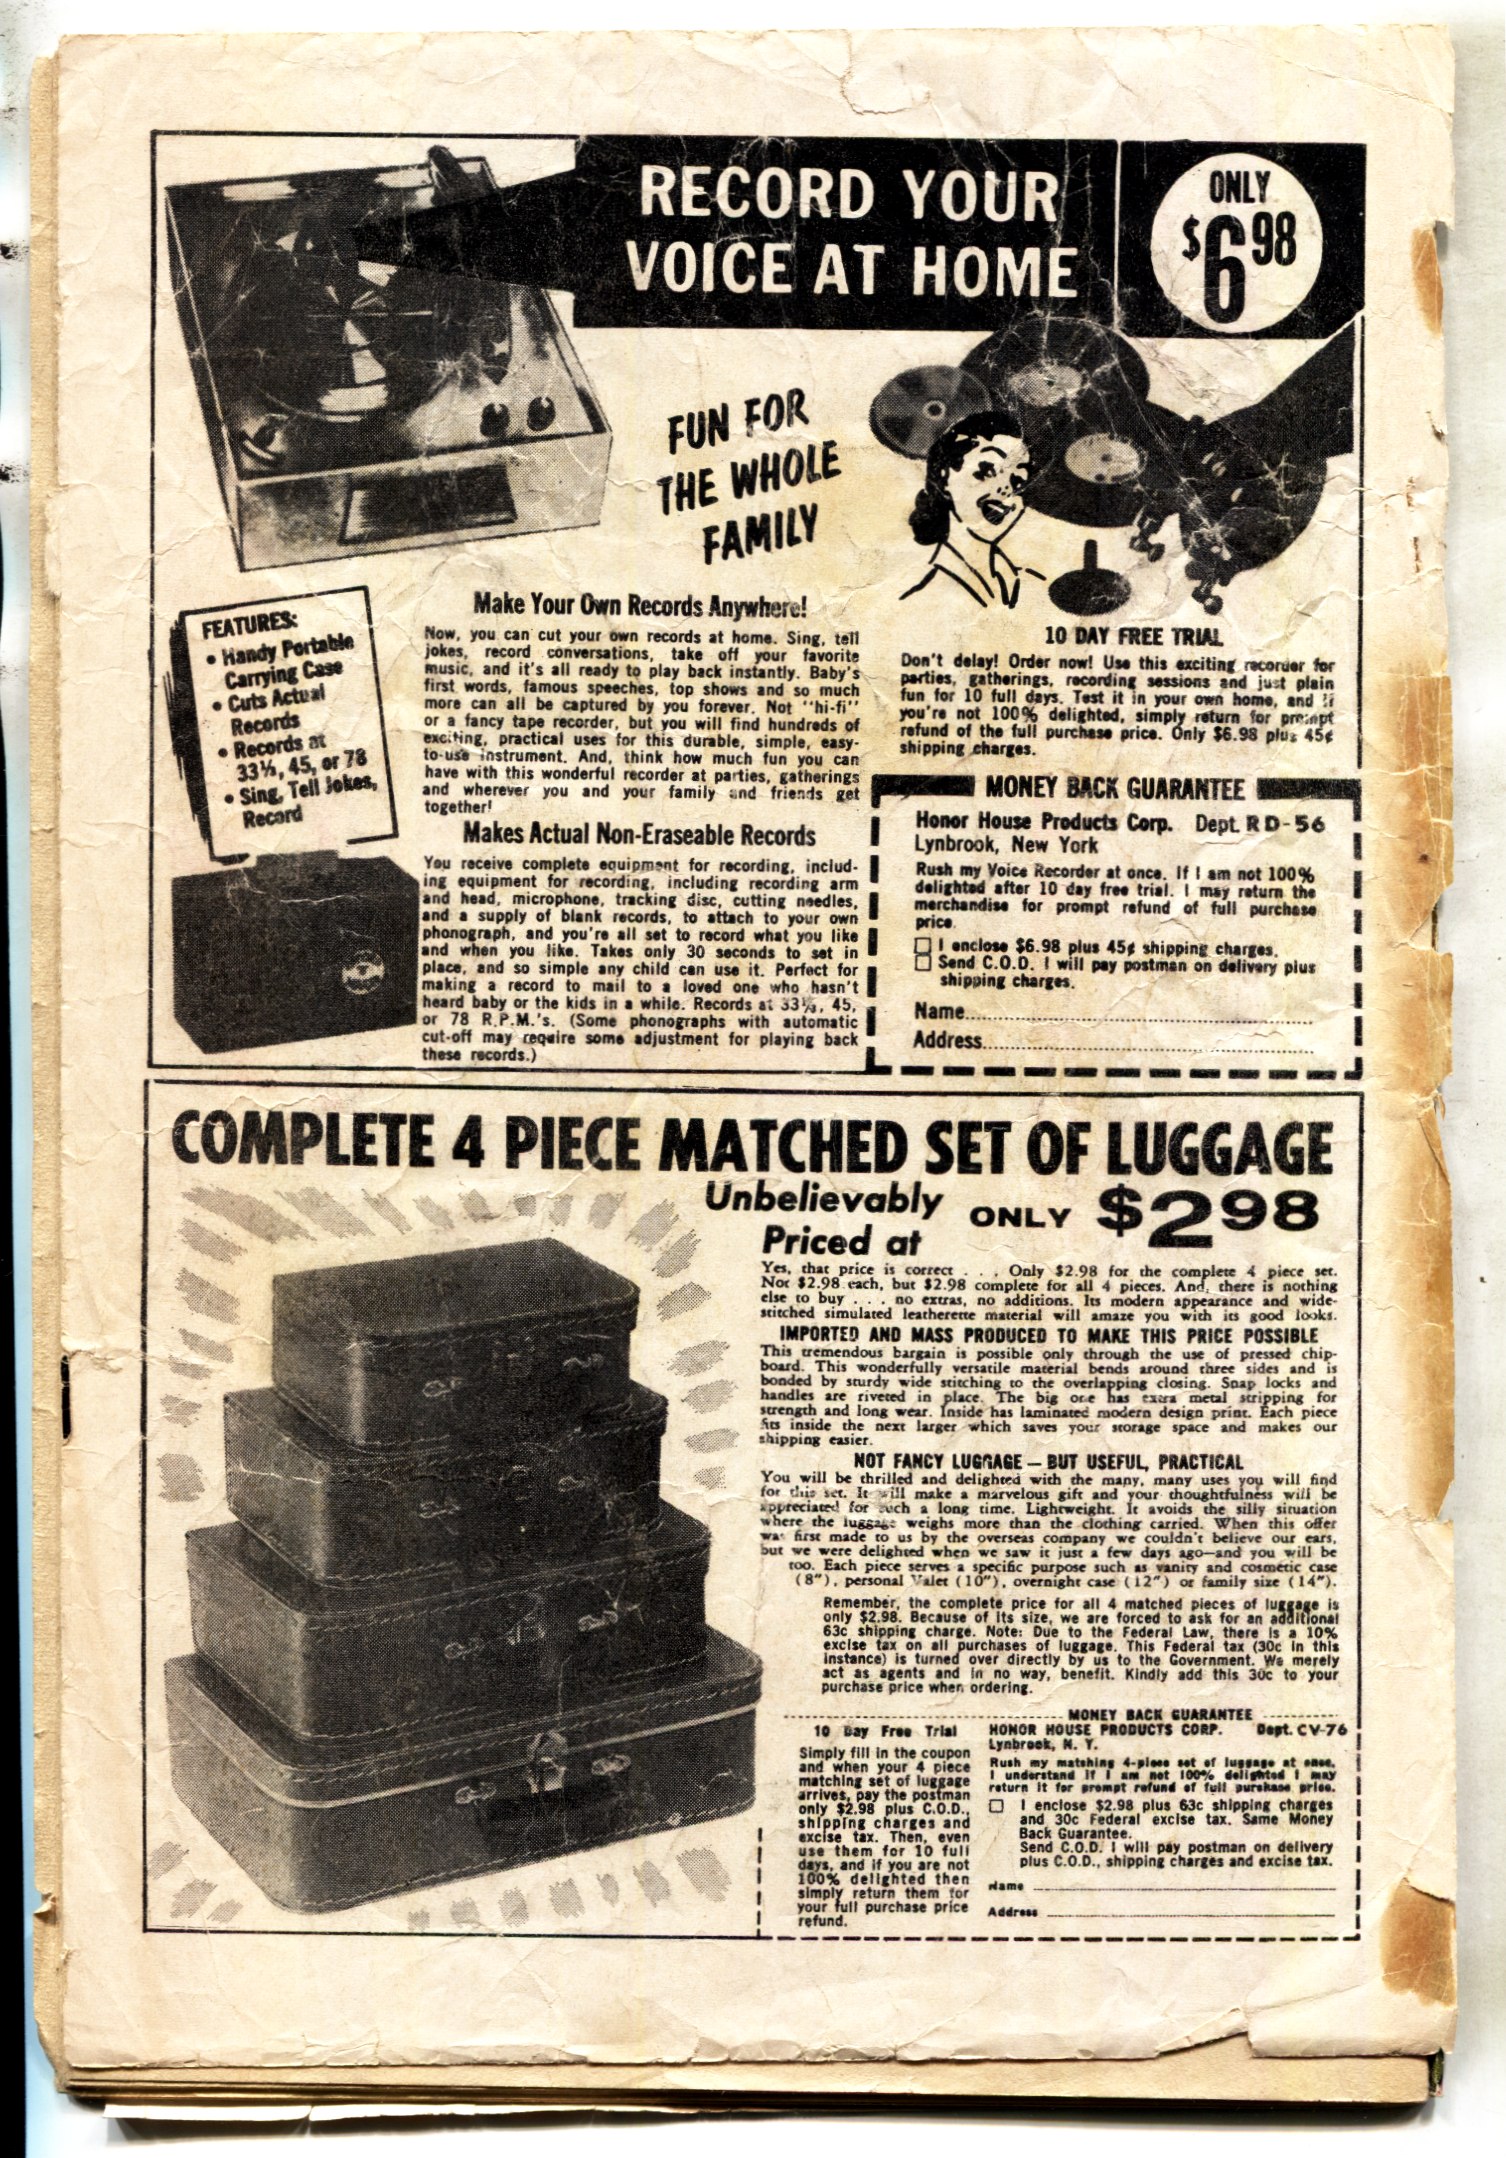 RECORD YOUR
VOICE AT HOME
ONLY
$6.98
FUN FOR
THE WHOLE
FAMILY
FEATURES:
• Handy Portable
Carrying Case
• Cuts Actual
Records
• Records at
33⅓, 45, or 78
• Sing, Tell Jokes,
Record
Make Your Own Records Anywhere!
Now, you can cut your own records at home. Sing, tell
jokes, record conversations, take off your favorite
music, and it's all ready to play back instantly. Baby's
first words, famous speeches, top shows and so much
more can all be captured by you forever. Not "hi-fi"
or a fancy tape recorder, but you will find hundreds of
exciting, practical uses for this durable, simple, easy-
to-use instrument. And, think how much fun you can
have with this wonderful recorder at parties, gatherings
and wherever you and your family and friends get
together!
Makes Actual Non-Eraseable Records
You receive complete equipment for recording, includ-
ing equipment for recording, including recording arm
and head, microphone, tracking disc, cutting needles,
and a supply of blank records, to attach to your own
phonograph, and you're all set to record what you like
and when you like. Takes only 30 seconds to set in
place, and so simple any child can use it. Perfect for
making a record to mail to a loved one who hasn't
heard baby or the kids in a while. Records at 33⅓, 45,
or 78 R.P.M.'s. (Some phonographs with automatic
cut-off may require some adjustment for playing back
these records.)
10 DAY FREE TRIAL
Don't delay! Order now! Use this exciting recorder for
parties, gatherings, recording sessions and just plain
fun for 10 full days. Test it in your own home, and if
you're not 100% delighted, simply return for prompt
refund of the full purchase price. Only $6.98 plus 45¢
shipping charges.
MONEY BACK GUARANTEE
Honor House Products Corp. Dept. RD-56
Lynbrook, New York
Rush my Voice Recorder at once. If I am not 100%
delighted after 10 day free trial. I may return the
merchandise for prompt refund of full purchase
price.
☐ I enclose $6.98 plus 45¢ shipping charges.
☐ Send C.O.D. I will pay postman on delivery plus
shipping charges.
Name
Address
COMPLETE 4 PIECE MATCHED SET OF LUGGAGE
Unbelievably
Priced at
ONLY $2.98
Yes, that price is correct . . . Only $2.98 for the complete 4 piece set.
Not $2.98 each, but $2.98 complete for all 4 pieces. And, there is nothing
else to buy . . . no extras, no additions. Its modern appearance and wide-
stitched simulated leatherette material will amaze you with its good looks.
IMPORTED AND MASS PRODUCED TO MAKE THIS PRICE POSSIBLE
This tremendous bargain is possible only through the use of pressed chip-
board. This wonderfully versatile material bends around three sides and is
bonded by sturdy wide stitching to the overlapping closing. Snap locks and
handles are riveted in place. The big one has extra metal stripping for
strength and long wear. Inside has laminated modern design print. Each piece
fits inside the next larger which saves your storage space and makes our
shipping easier.
NOT FANCY LUGGAGE — BUT USEFUL, PRACTICAL
You will be thrilled and delighted with the many, many uses you will find
for this set. It will make a marvelous gift and your thoughtfulness will be
appreciated for such a long time. Lightweight. It avoids the silly situation
where the luggage weighs more than the clothing carried. When this offer
was first made to us by the overseas company we couldn't believe our ears,
but we were delighted when we saw it just a few days ago—and you will be
too. Each piece serves a specific purpose such as vanity and cosmetic case
(8"), personal Valet (10"), overnight case (12") or family size (14").
Remember, the complete price for all 4 matched pieces of luggage is
only $2.98. Because of its size, we are forced to ask for an additional
63c shipping charge. Note: Due to the Federal Law, there is a 10%
excise tax on all purchases of luggage. This Federal tax (30c in this
instance) is turned over directly by us to the Government. We merely
act as agents and in no way, benefit. Kindly add this 30c to your
purchase price when ordering.
10 Day Free Trial
Simply fill in the coupon
and when your 4 piece
matching set of luggage
arrives, pay the postman
only $2.98 plus C.O.D.,
shipping charges and
excise tax. Then, even
use them for 10 full
days, and if you are not
100% delighted then
simply return them for
your full purchase price
refund.
MONEY BACK GUARANTEE
HONOR HOUSE PRODUCTS CORP. Dept. CV-76
Lynbrook, N. Y.
Rush my matching 4-piece set of luggage at once.
I understand if I am not 100% delighted I may
return it for prompt refund of full purchase price.
☐ I enclose $2.98 plus 63c shipping charges
and 30c Federal excise tax. Same Money
Back Guarantee.
Send C.O.D. I will pay postman on delivery
plus C.O.D., shipping charges and excise tax.
Name
Address